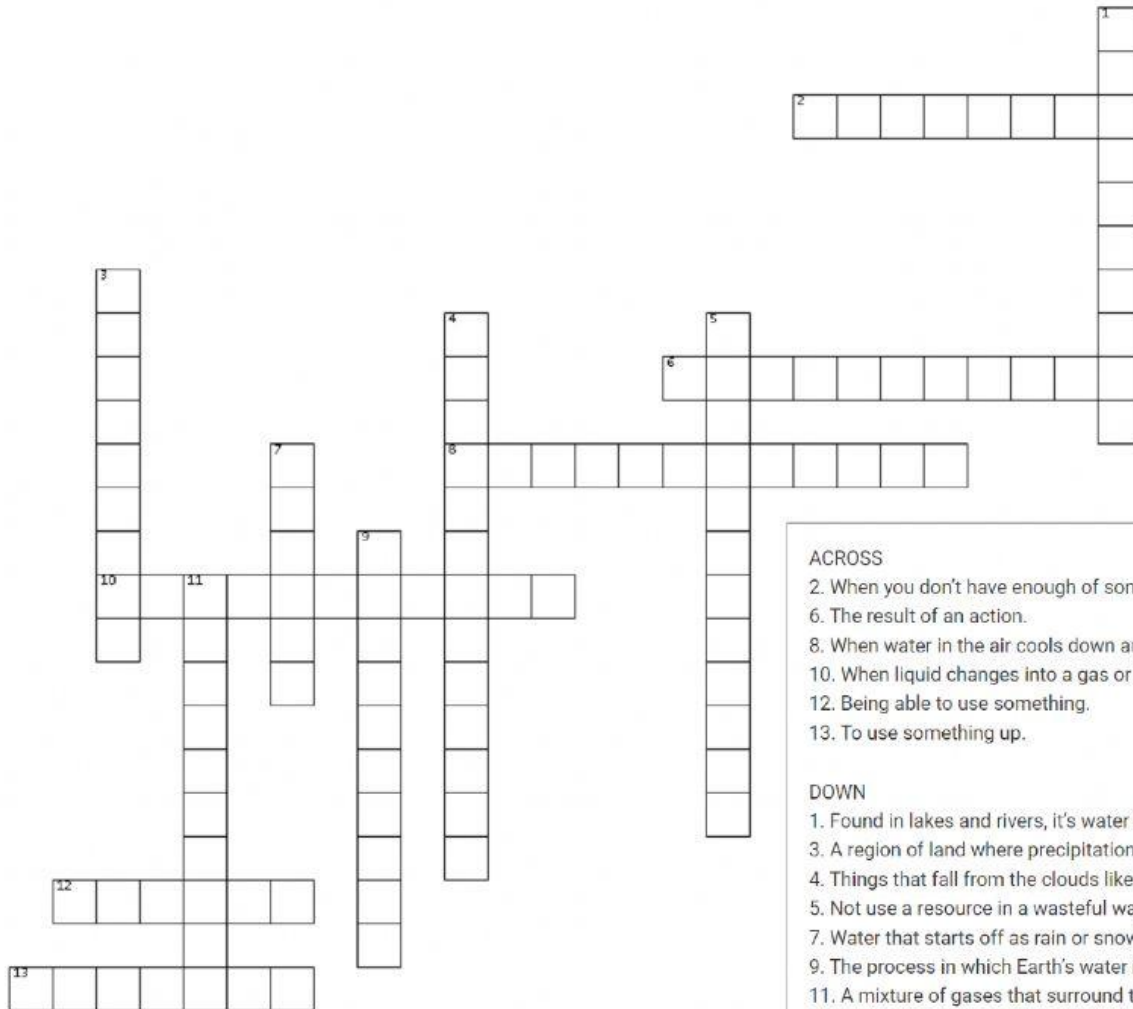 1
2
3
4
5
6
7
8
9
10
11
12
13
ACROSS
2. When you don't have enough of som
6. The result of an action.
8. When water in the air cools down a
10. When liquid changes into a gas or
12. Being able to use something.
13. To use something up.
DOWN
1. Found in lakes and rivers, it's water
3. A region of land where precipitation
4. Things that fall from the clouds like
5. Not use a resource in a wasteful wa
7. Water that starts off as rain or snow
9. The process in which Earth's water
11. A mixture of gases that surround t